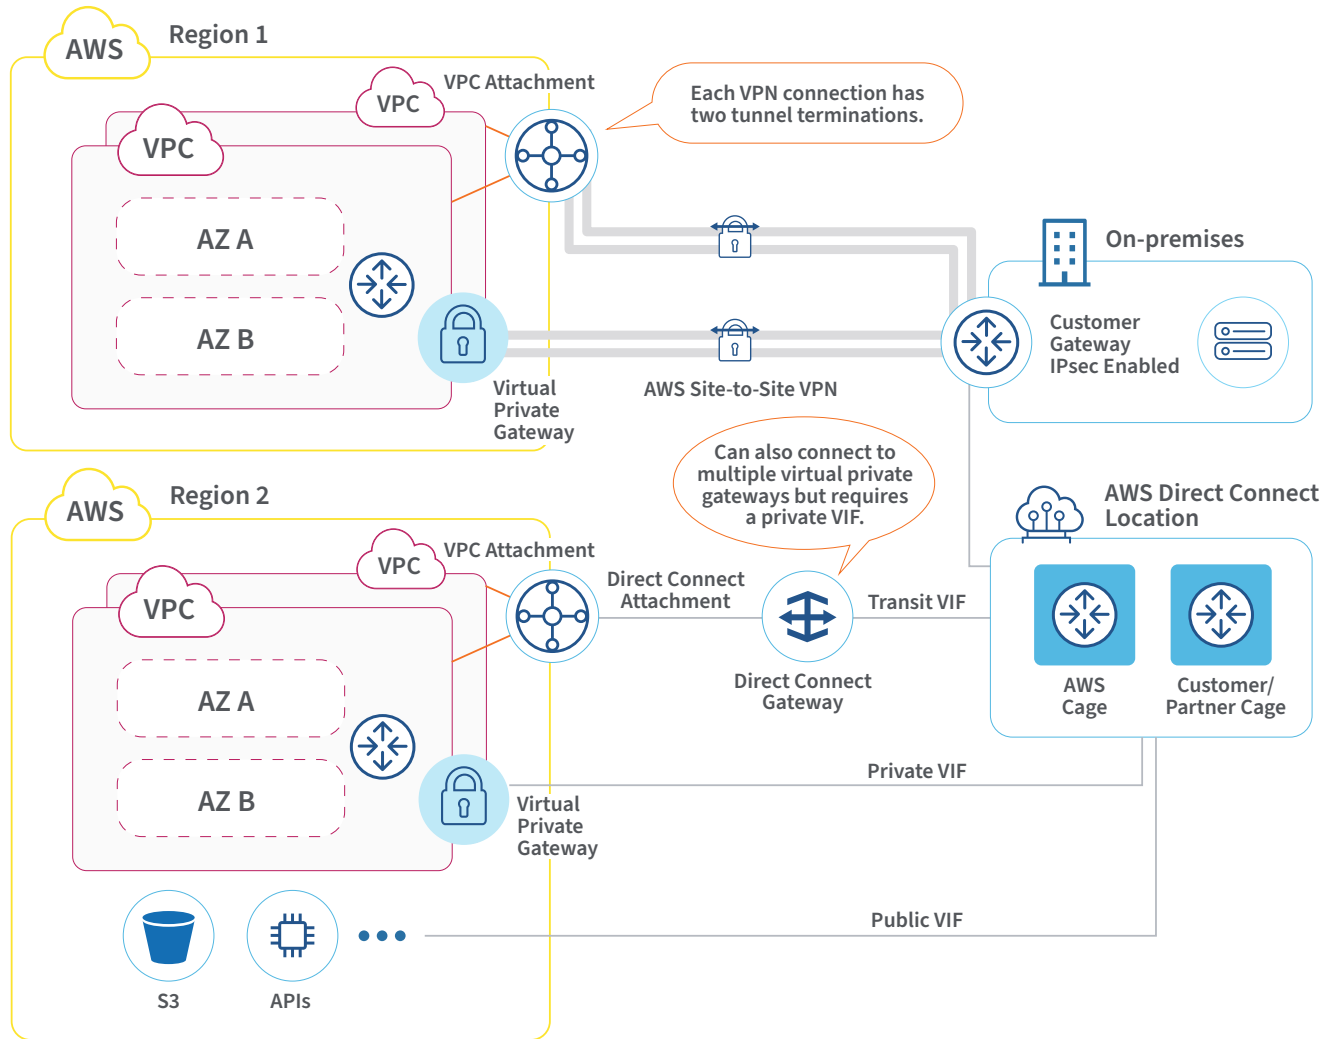 AWS
Region 1
VPC Attachment
VPC
VPC
Each VPN connection has
two tunnel terminations.
AZ A
AZ B
On-premises
Customer
Gateway
IPsec Enabled
Virtual
Private
Gateway
AWS Site-to-Site VPN
Can also connect to
multiple virtual private
gateways but requires
a private VIF.
AWS
Region 2
VPC Attachment
VPC
VPC
AWS Direct Connect
Location
Direct Connect
Attachment
Transit VIF
AZ A
AZ B
Direct Connect
Gateway
AWS
Cage
Customer/
Partner Cage
Private VIF
Virtual
Private
Gateway
Public VIF
S3
APIs